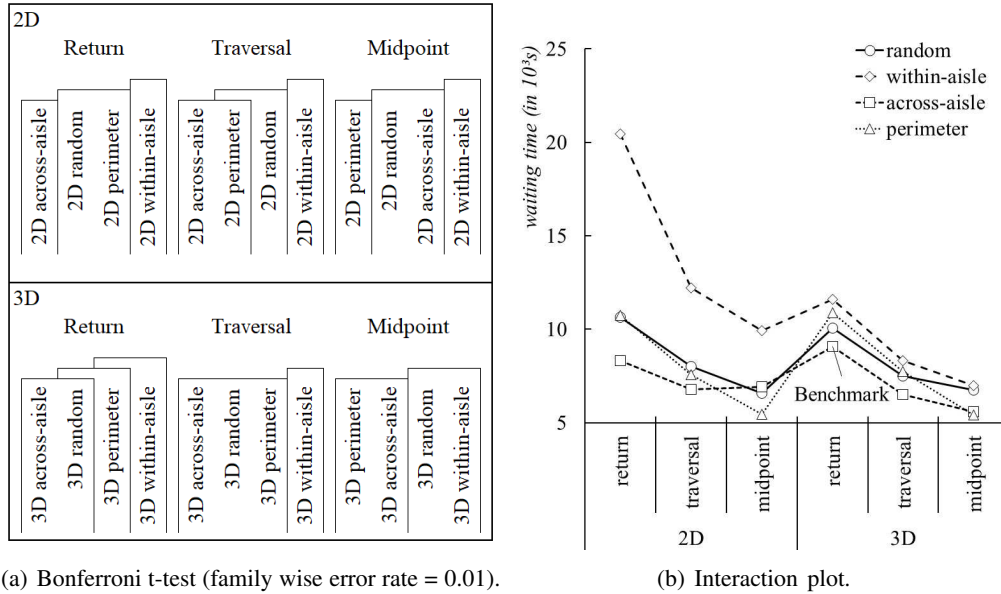 2D
Return Traversal Midpoint
2D across-aisle
2D random
2D perimeter
2D within-aisle
2D across-aisle
2D perimeter
2D random
2D within-aisle
2D perimeter
2D random
2D across-aisle
2D within-aisle
3D
Return Traversal Midpoint
3D across-aisle
3D random
3D perimeter
3D within-aisle
3D across-aisle
3D random
3D perimeter
3D within-aisle
3D perimeter
3D across-aisle
3D random
3D within-aisle
(a) Bonferroni t-test (family wise error rate = 0.01).
waiting time (in 10³s)
25
20
15
10
5
random
within-aisle
across-aisle
perimeter
Benchmark
return
traversal
midpoint
return
traversal
midpoint
2D 3D
(b) Interaction plot.